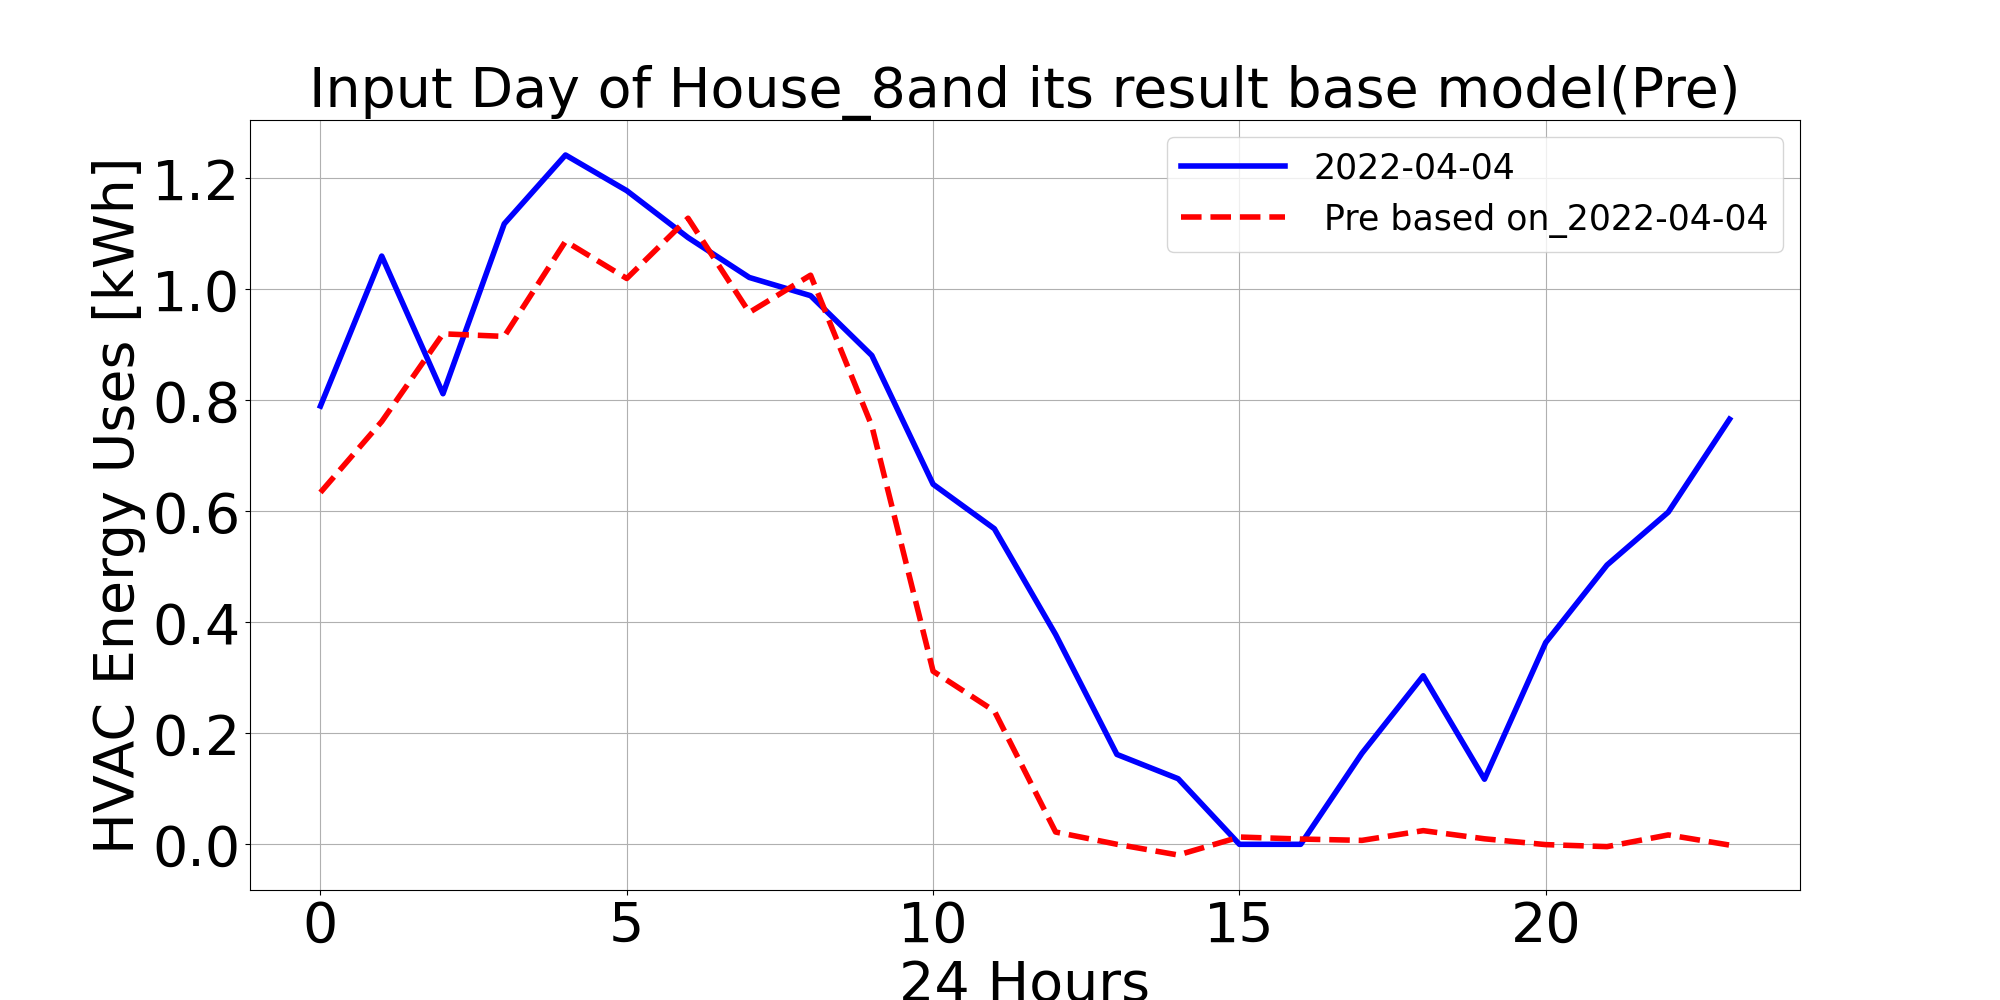 Input Day of House_8and its result base model(Pre)
2022-04-04
Pre based on_2022-04-04
HVAC Energy Uses [kWh]
1.2
1.0
0.8
0.6
0.4
0.2
0.0
0 5 10 15 20
24 Hours